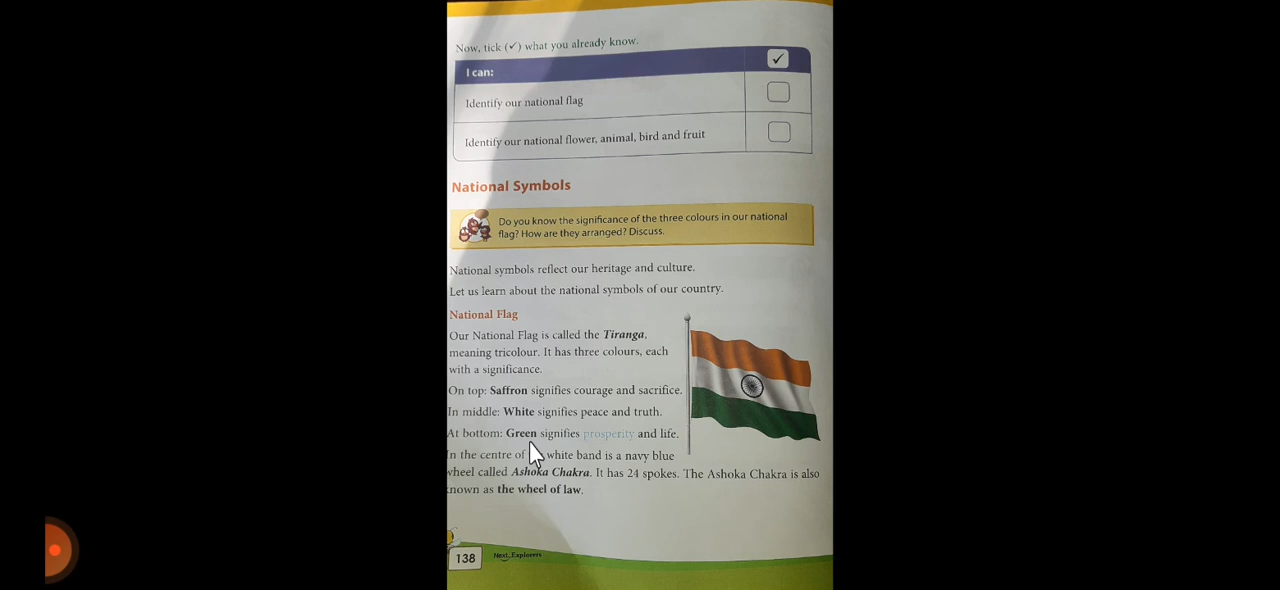 Now, tick (✓) what you already know.
I can:
✓
Identify our national flag
Identify our national flower, animal, bird and fruit
National Symbols
Do you know the significance of the three colours in our national
flag? How are they arranged? Discuss.
National symbols reflect our heritage and culture.
Let us learn about the national symbols of our country.
National Flag
Our National Flag is called the Tiranga,
meaning tricolour. It has three colours, each
with a significance.
On top: Saffron signifies courage and sacrifice.
In middle: White signifies peace and truth.
At bottom: Green signifies prosperity and life.
In the centre of white band is a navy blue
wheel called Ashoka Chakra. It has 24 spokes. The Ashoka Chakra is also
known as the wheel of law.
138
Next, Explorers